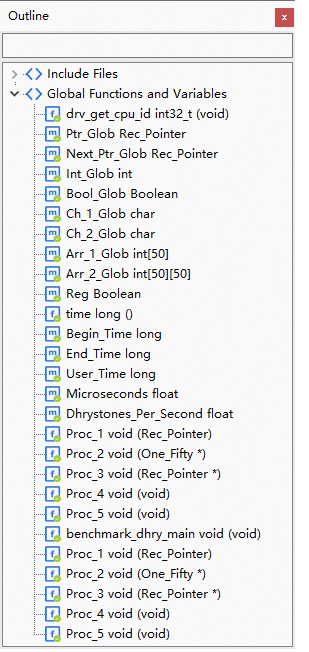 Outline
x
Include Files
Global Functions and Variables
f drv_get_cpu_id int32_t (void)
m Ptr_Glob Rec_Pointer
m Next_Ptr_Glob Rec_Pointer
m Int_Glob int
m Bool_Glob Boolean
m Ch_1_Glob char
m Ch_2_Glob char
m Arr_1_Glob int[50]
m Arr_2_Glob int[50][50]
m Reg Boolean
f time long ()
m Begin_Time long
m End_Time long
m User_Time long
m Microseconds float
m Dhrystones_Per_Second float
f Proc_1 void (Rec_Pointer)
f Proc_2 void (One_Fifty *)
f Proc_3 void (Rec_Pointer *)
f Proc_4 void (void)
f Proc_5 void (void)
f benchmark_dhry_main void (void)
f Proc_1 void (Rec_Pointer)
f Proc_2 void (One_Fifty *)
f Proc_3 void (Rec_Pointer *)
f Proc_4 void (void)
f Proc_5 void (void)